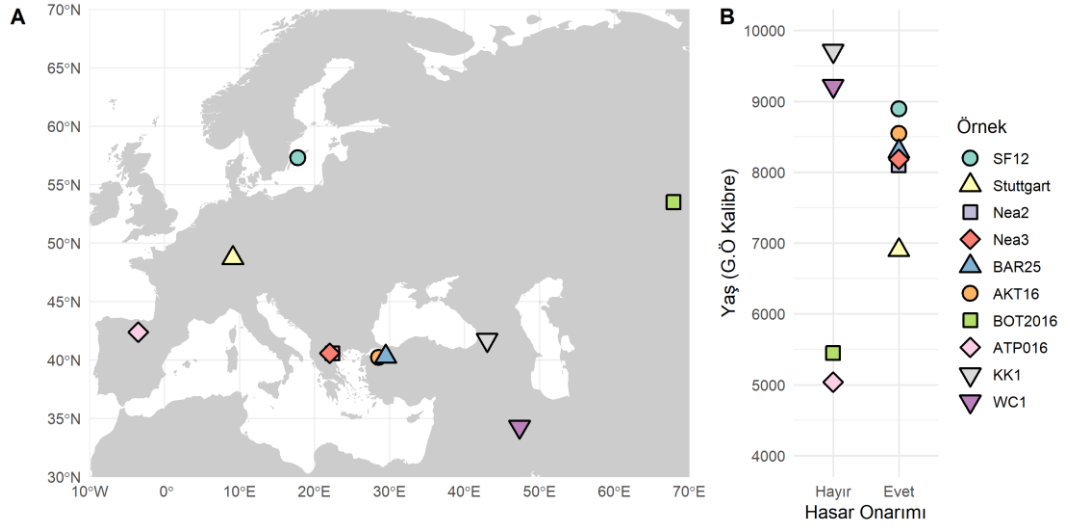 A
70°N
65°N
60°N
55°N
50°N
45°N
40°N
35°N
30°N
10°W 0° 10°E 20°E 30°E 40°E 50°E 60°E 70°E
B
Yaş (G.Ö Kalibre)
10000
9000
8000
7000
6000
5000
4000
Hayır Evet
Hasar Onarımı
Örnek
SF12
Stuttgart
Nea2
Nea3
BAR25
AKT16
BOT2016
ATP016
KK1
WC1